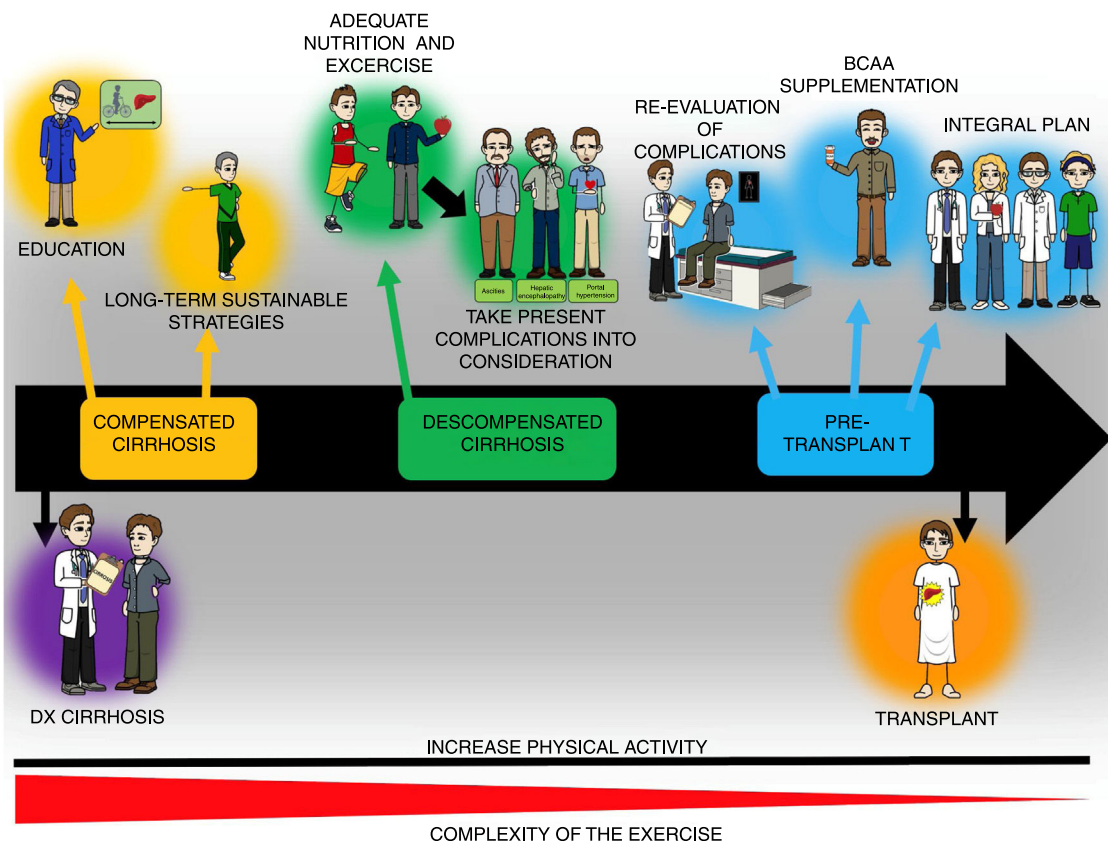 ADEQUATE
NUTRITION AND
EXCERCISE
BCAA
SUPPLEMENTATION
RE-EVALUATION
OF
COMPLICATIONS
INTEGRAL PLAN
EDUCATION
LONG-TERM SUSTAINABLE
STRATEGIES
Ascities
Hepatic
encephalopathy
Portal
hypertension
TAKE PRESENT
COMPLICATIONS INTO
CONSIDERATION
COMPENSATED
CIRRHOSIS
DESCOMPENSATED
CIRRHOSIS
PRE-
TRANSPLAN T
DX CIRRHOSIS
TRANSPLANT
INCREASE PHYSICAL ACTIVITY
COMPLEXITY OF THE EXERCISE